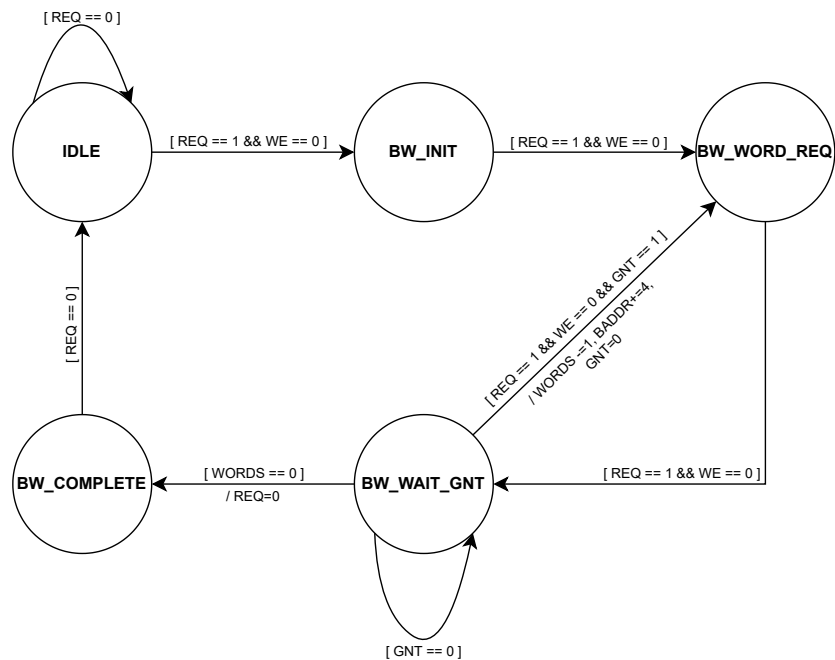 [ REQ == 0 ]
IDLE
[ REQ == 1 && WE == 0 ]
BW_INIT
[ REQ == 1 && WE == 0 ]
BW_WORD_REQ
[ REQ == 0 ]
[ REQ == 1 && WE == 0 && GNT == 1 ]
/ WORDS -=1, BADDR+=4,
GNT=0
BW_COMPLETE
[ WORDS == 0 ]
/ REQ=0
BW_WAIT_GNT
[ REQ == 1 && WE == 0 ]
[ GNT == 0 ]